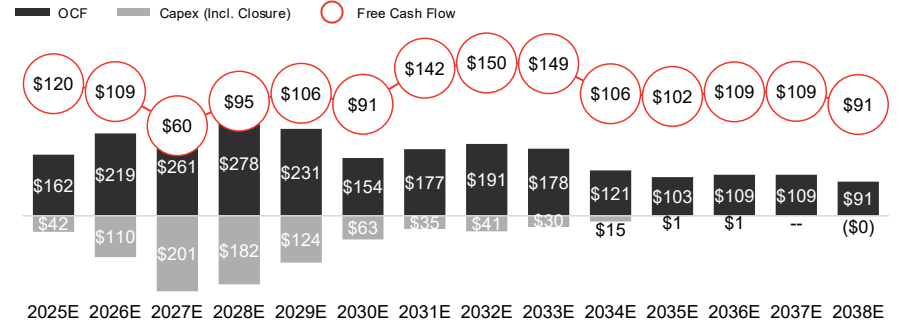 OCF Capex (Incl. Closure) Free Cash Flow
$120 $109 $60 $95 $106 $91 $142 $150 $149 $106 $102 $109 $109 $91
$162 $219 $261 $278 $231 $154 $177 $191 $178 $121 $103 $109 $109 $91
$42 $110 $201 $182 $124 $63 $35 $41 $30 $15 $1 $1 -- ($0)
2025E 2026E 2027E 2028E 2029E 2030E 2031E 2032E 2033E 2034E 2035E 2036E 2037E 2038E